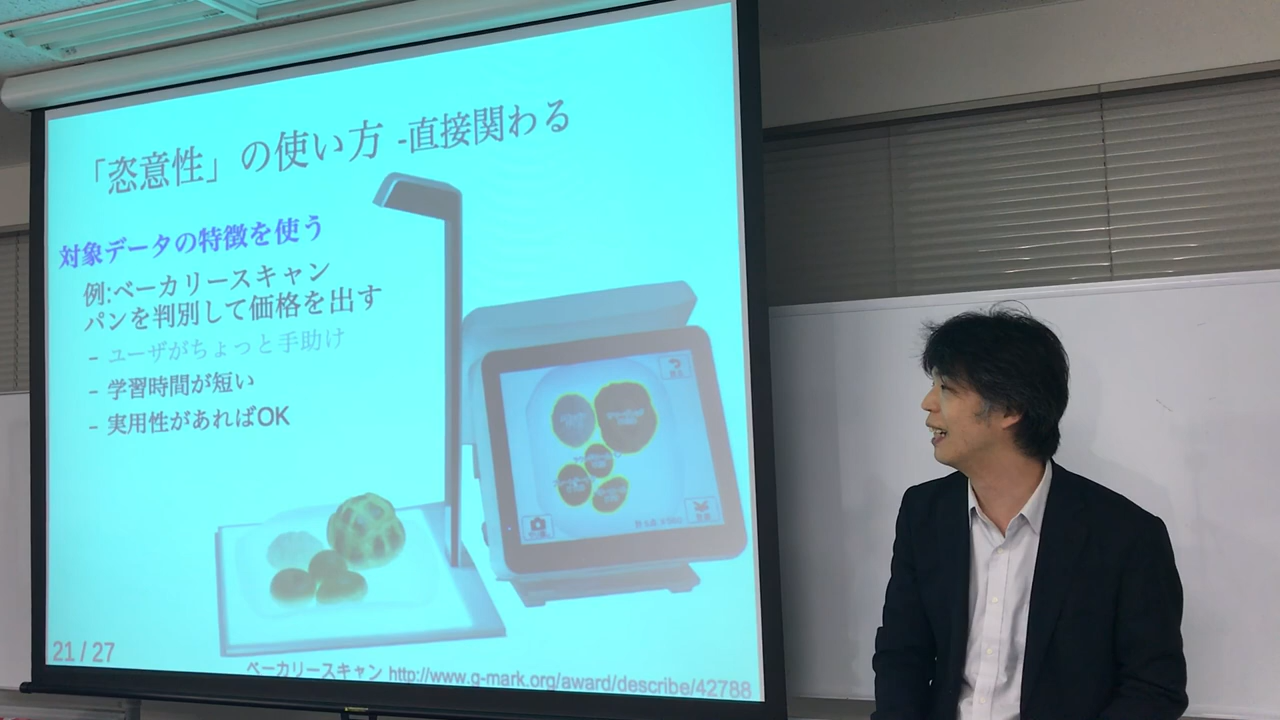 「恣意性」の使い方 -直接関わる
対象データの特徴を使う
例:ベーカリースキャン
パンを判別して価格を出す
- ユーザがちょっと手助け
- 学習時間が短い
- 実用性があればOK
21 / 27
ベーカリースキャン http://www.g-mark.org/award/describe/42788